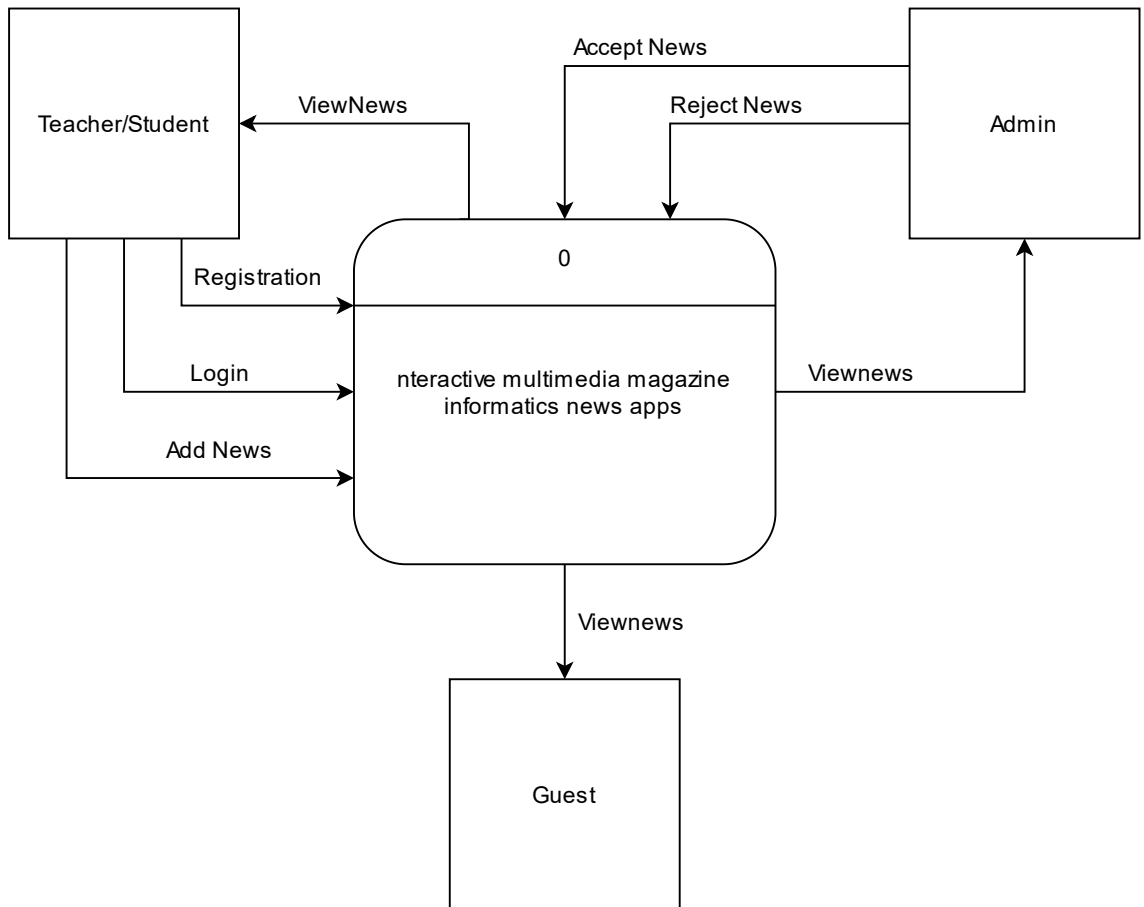 Accept News
Reject News
ViewNews
Teacher/Student
Admin
0
Registration
Login
nteractive multimedia magazine
informatics news apps
Viewnews
Add News
Viewnews
Guest